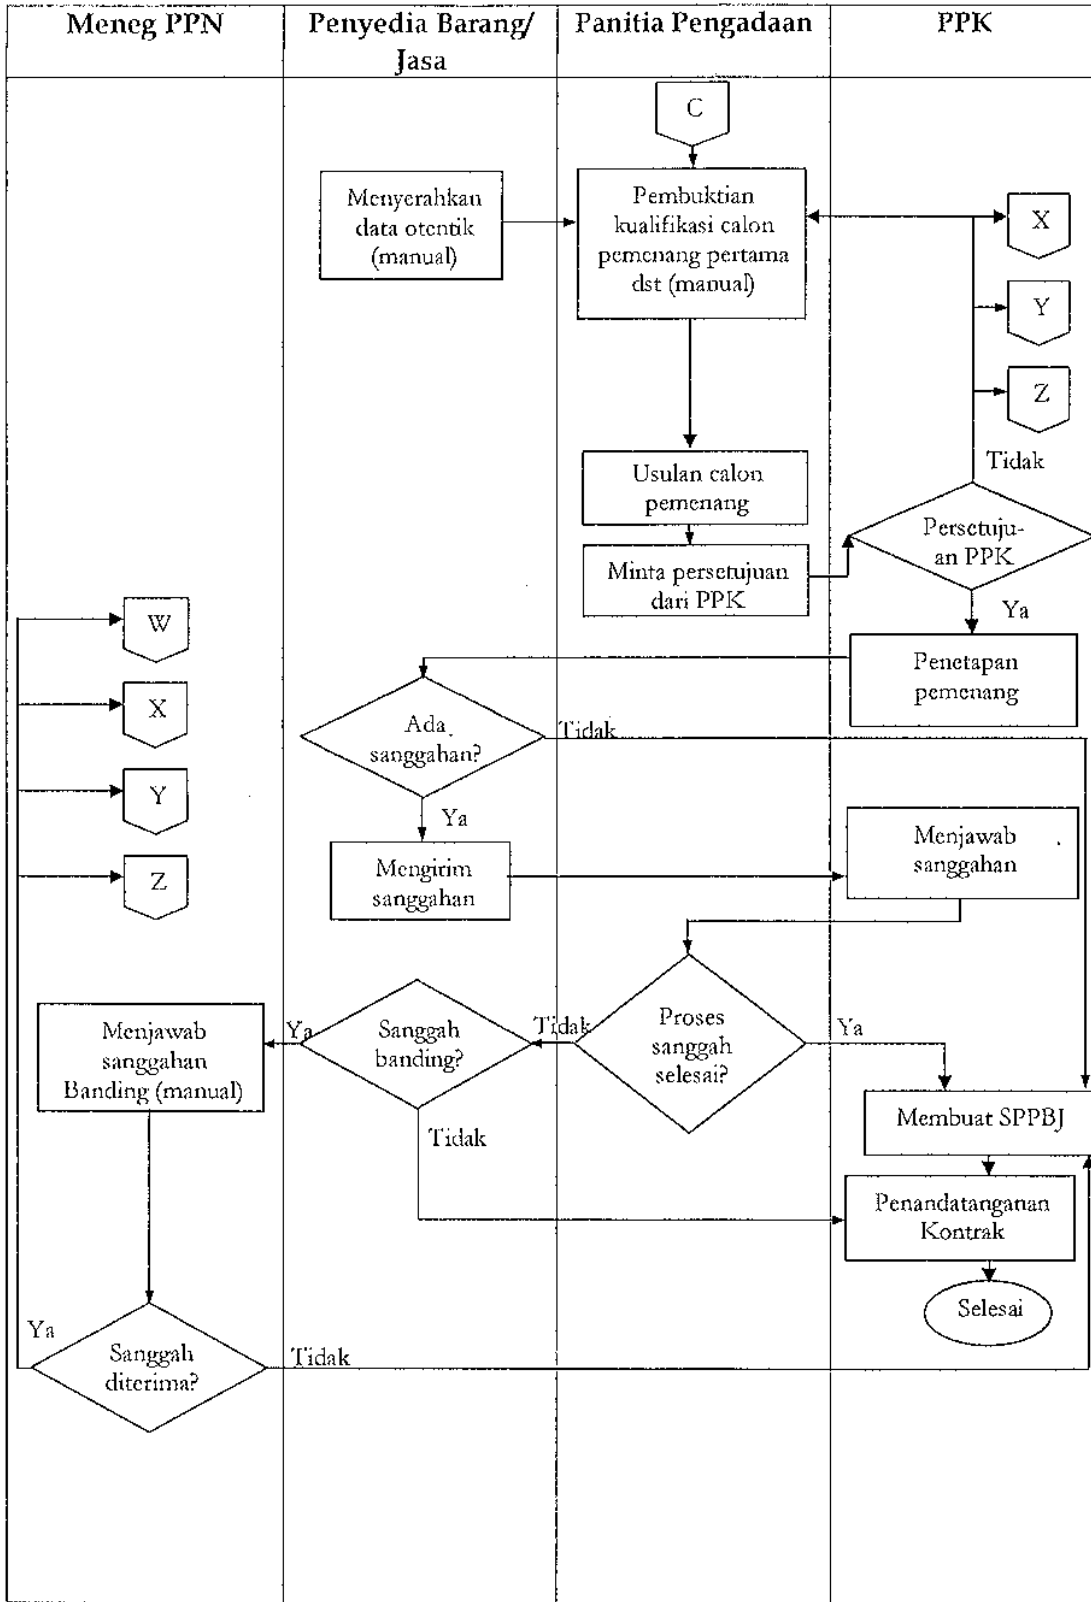 Meneg PPN
Penyedia Barang/
Jasa
Panitia Pengadaan
PPK
C
Menyerahkan
data otentik
(manual)
Pembuktian
kualifikasi calon
pemenang pertama
dst (manual)
X
Y
Z
Tidak
Usulan calon
pemenang
Persetuju-
an PPK
Minta persetujuan
dari PPK
Ya
W
X
Y
Z
Penetapan
pemenang
Ada
sanggahan?
Tidak
Ya
Mengirim
sanggahan
Menjawab
sanggahan
Menjawab
sanggahan
Banding (manual)
Ya
Sanggah
banding?
Tidak
Proses
sanggah
selesai?
Ya
Tidak
Membuat SPPBJ
Penandatanganan
Kontrak
Selesai
Ya
Sanggah
diterima?
Tidak